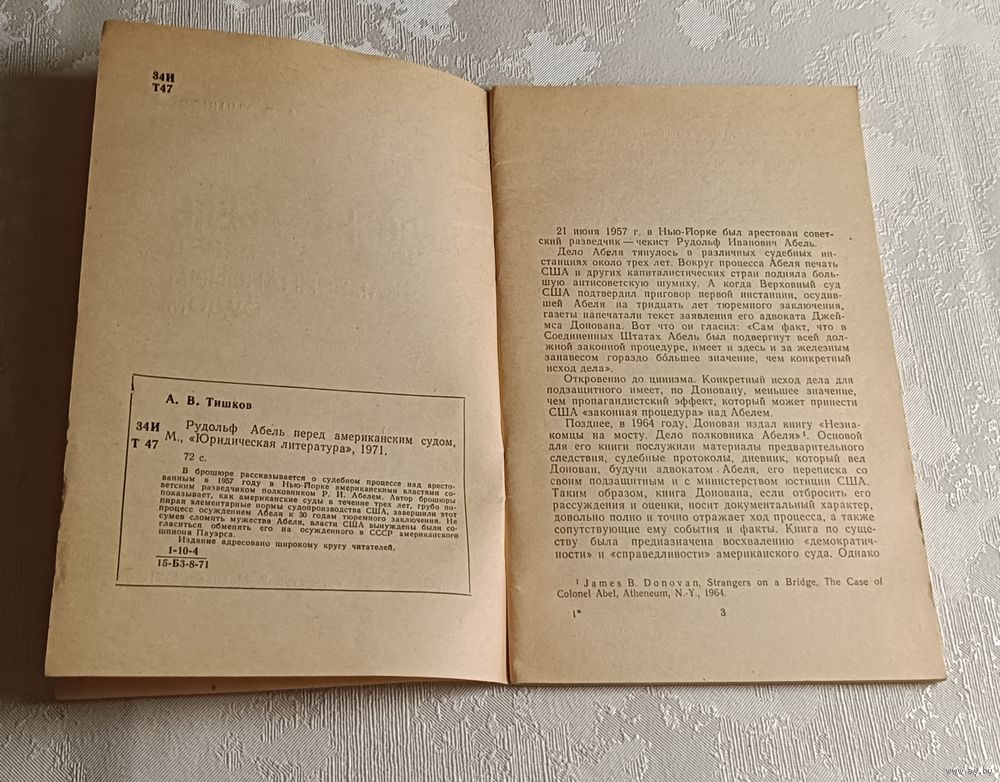 34И
Т47
А. В. Тишков
34И
Т 47
Рудольф Абель перед американским судом,
М., «Юридическая литература», 1971.
72 с.
В брошюре рассказывается о судебном процессе над аресто-
ванным в 1957 году в Нью-Йорке американскими властями со-
ветским разведчиком полковником Р. И. Абелем. Автор брошюры
показывает, как американские суды в течение трех лет, грубо по-
пирая элементарные нормы судопроизводства США, завершили этот
процесс осуждением Абеля к 30 годам тюремного заключения. Не
сумев сломить мужества Абеля, власти США вынуждены были со-
гласиться обменять его на осужденного в СССР американского
шпиона Пауэрса.
Издание адресовано широкому кругу читателей.
1-10-4
15-БЗ-8-71
21 июня 1957 г. в Нью-Йорке был арестован совет-
ский разведчик — чекист Рудольф Иванович Абель.
Дело Абеля тянулось в различных судебных ин-
станциях около трех лет. Вокруг процесса Абеля печать
США и других капиталистических стран подняла боль-
шую антисоветскую шумиху. А когда Верховный суд
США подтвердил приговор первой инстанции, осудив-
шей Абеля на тридцать лет тюремного заключения,
газеты напечатали текст заявления его адвоката Джей-
мса Донована. Вот что он гласил: «Сам факт, что в
Соединенных Штатах Абель был подвергнут всей дол-
жной законной процедуре, имеет и здесь и за железным
занавесом гораздо бо́льшее значение, чем конкретный
исход дела».
Откровенно до цинизма. Конкретный исход дела для
подзащитного имеет, по Доновану, меньшее значение,
чем пропагандистский эффект, который может принести
США «законная процедура» над Абелем.
Позднее, в 1964 году, Донован издал книгу «Незна-
комцы на мосту. Дело полковника Абеля»¹. Основой
для его книги послужили материалы предварительного
следствия, судебные протоколы, дневник, который вел
Донован, будучи адвокатом Абеля, его переписка со
своим подзащитным и с министерством юстиции США.
Таким образом, книга Донована, если отбросить его
рассуждения и оценки, носит документальный характер,
довольно полно и точно отражает ход процесса, а также
сопутствующие ему события и факты. Книга по суще-
ству была предназначена восхвалению «демократич-
ности» и «справедливости» американского суда. Однако
¹ James B. Donovan, Strangers on a Bridge, The Case of
Colonel Abel, Atheneum, N.-Y., 1964.
1*
3
www.ay.by